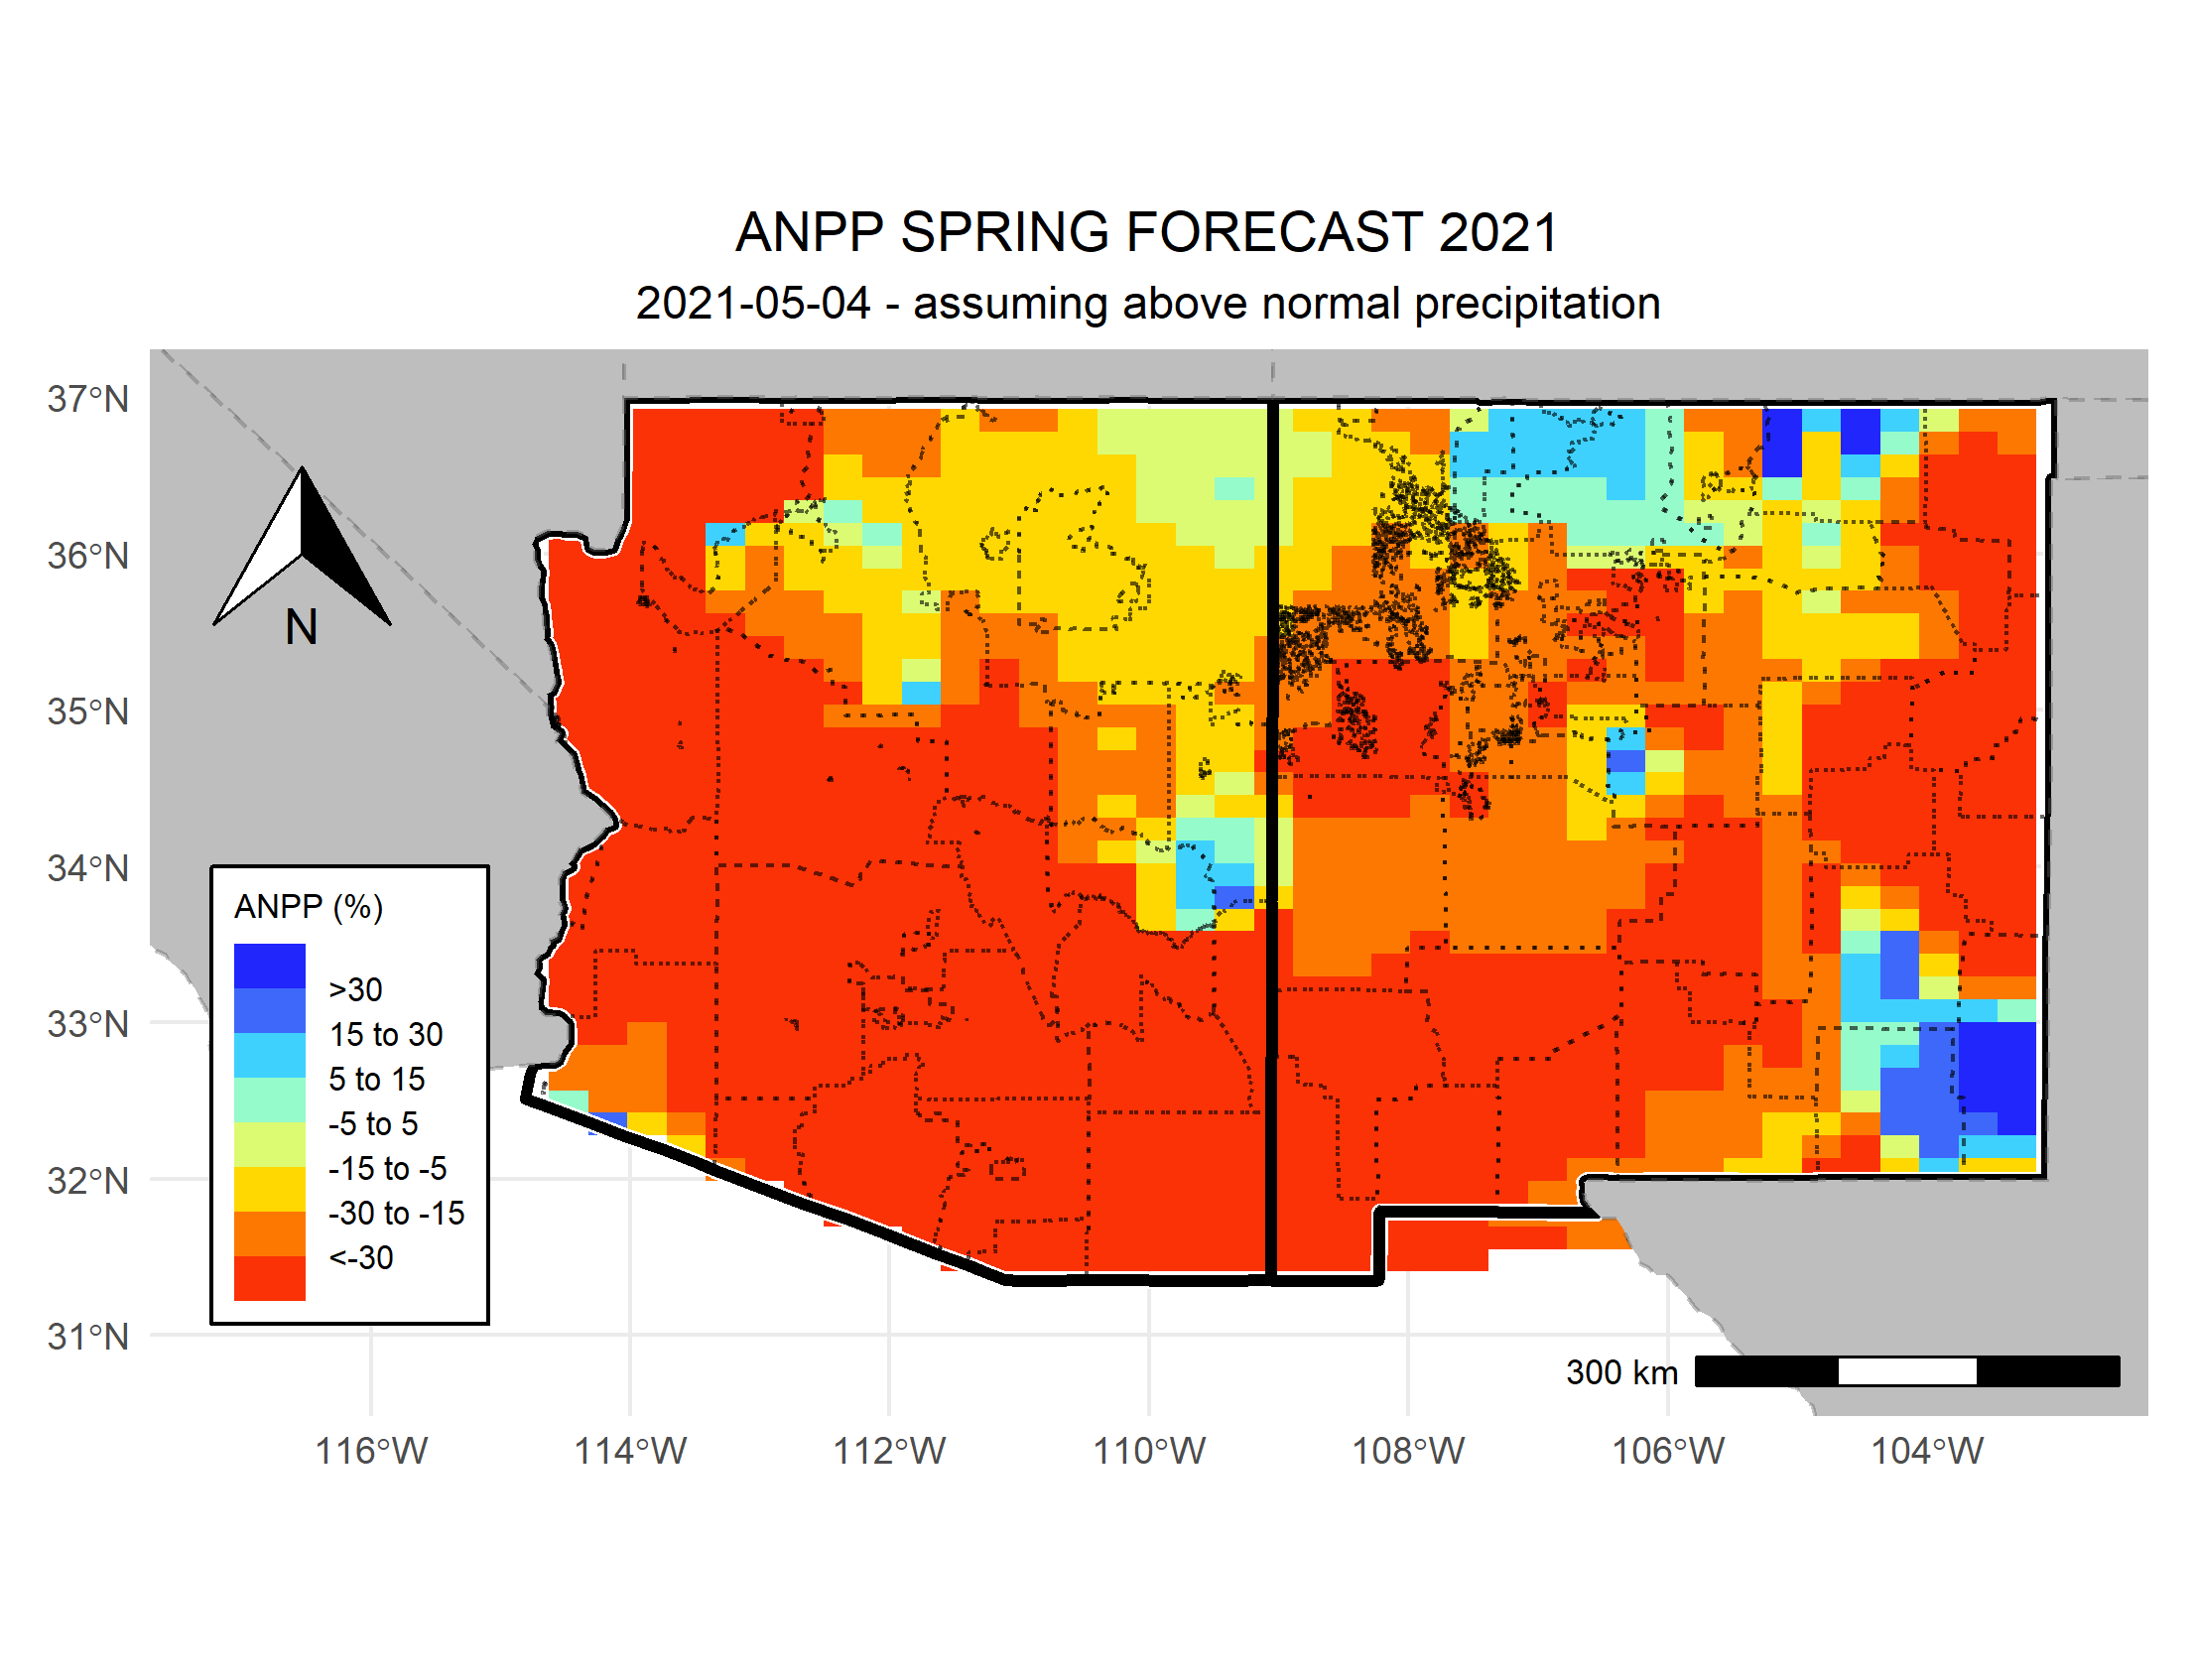 ANPP SPRING FORECAST 2021
2021-05-04 - assuming above normal precipitation
37°N
36°N
35°N
34°N
33°N
32°N
31°N
N
ANPP (%)
>30
15 to 30
5 to 15
-5 to 5
-15 to -5
-30 to -15
<-30
300 km
116°W
114°W
112°W
110°W
108°W
106°W
104°W